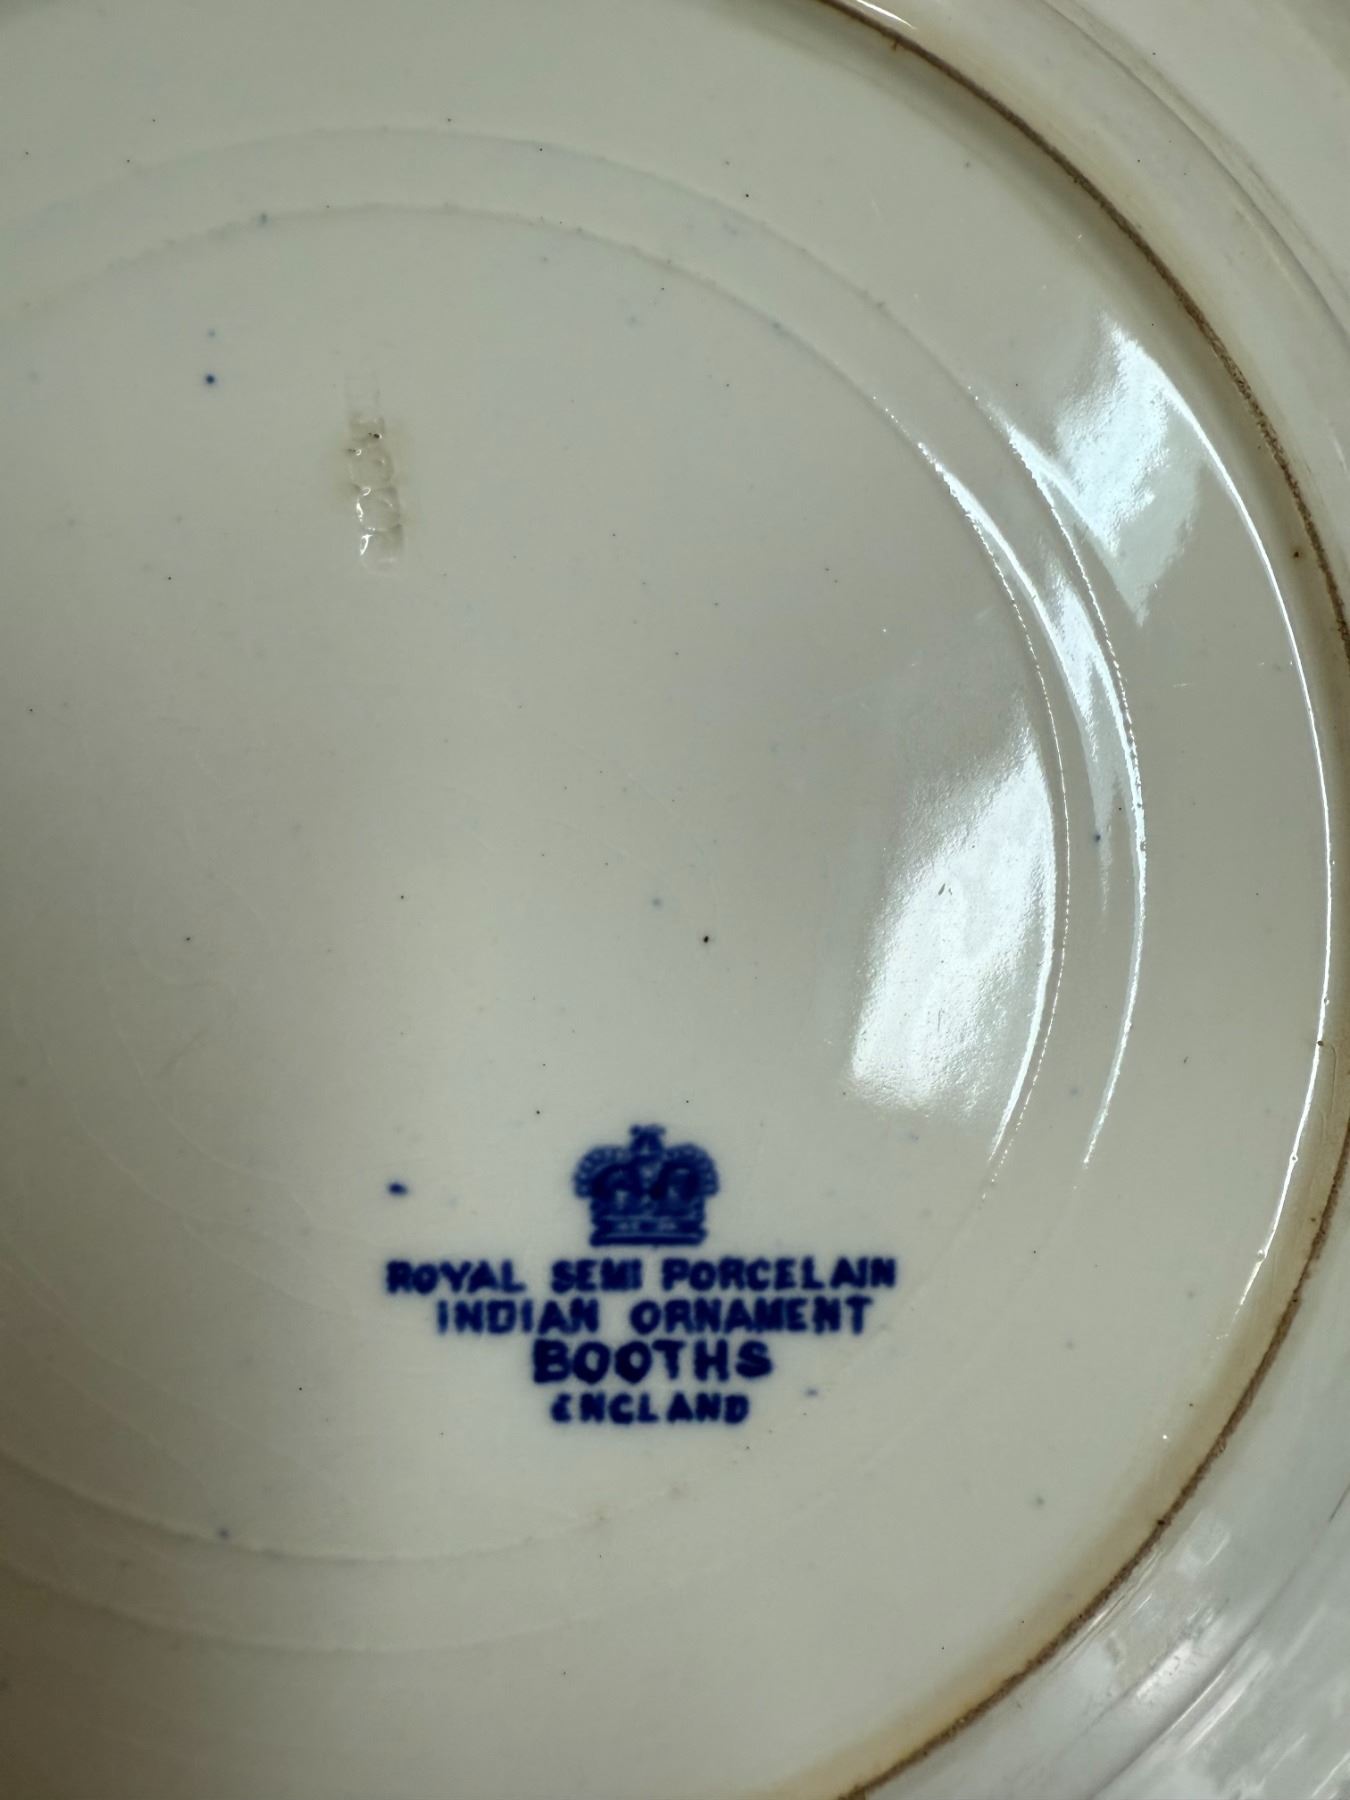 ROYAL SEMI PORCELAIN
INDIAN ORNAMENT
BOOTHS
ENGLAND